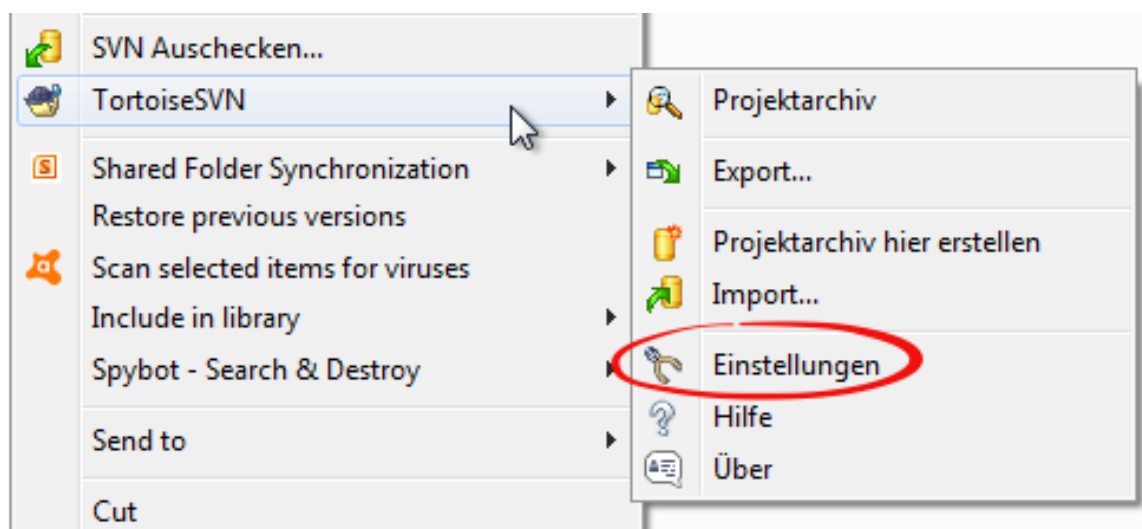 SVN Auschecken...
TortoiseSVN
Shared Folder Synchronization
Restore previous versions
Scan selected items for viruses
Include in library
Spybot - Search & Destroy
Send to
Cut
Projektarchiv
Export...
Projektarchiv hier erstellen
Import...
Einstellungen
Hilfe
Über